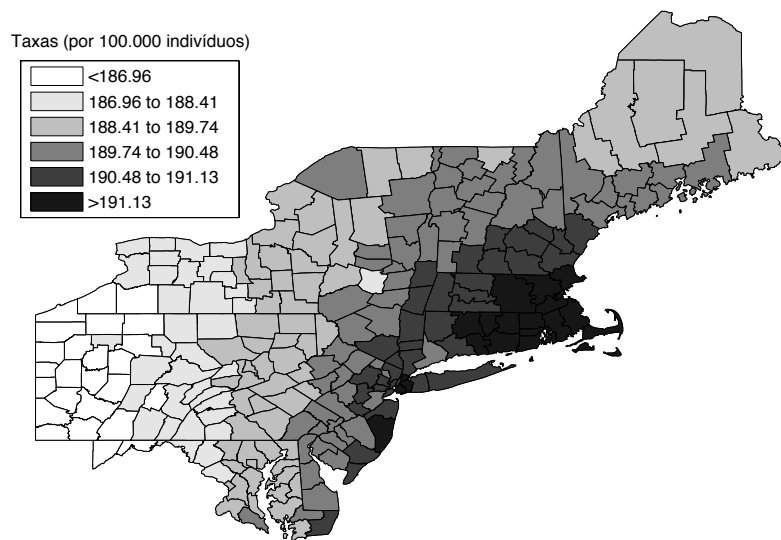 Taxas (por 100.000 indivíduos)
<186.96
186.96 to 188.41
188.41 to 189.74
189.74 to 190.48
190.48 to 191.13
>191.13